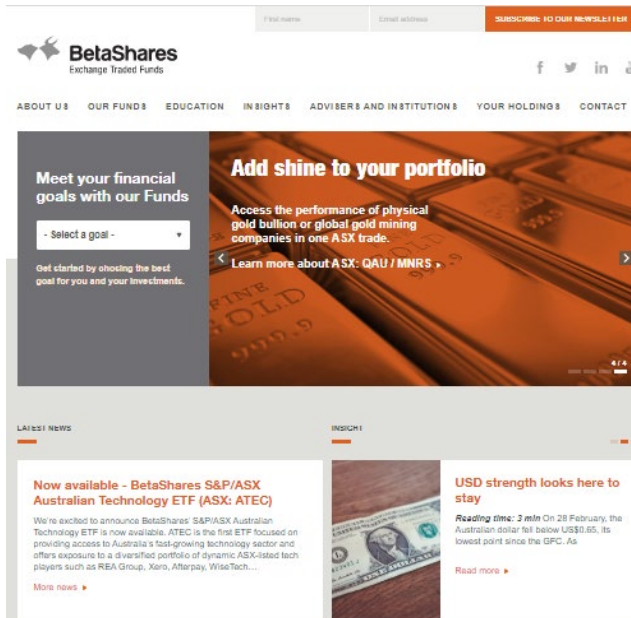 First name
Email address
SUBSCRIBE TO OUR NEWSLETTER
BetaShares
Exchange Traded Funds
ABOUT US
OUR FUNDS
EDUCATION
INSIGHTS
ADVISERS AND INSTITUTIONS
YOUR HOLDINGS
CONTACT
Meet your financial
goals with our Funds
- Select a goal -
Get started by chosing the best
goal for you and your investments.
Add shine to your portfolio
Access the performance of physical
gold bullion or global gold mining
companies in one ASX trade.
Learn more about ASX: QAU / MNRS
FINE
GOLD
999.9
4 / 4
LATEST NEWS
Now available - BetaShares S&P/ASX
Australian Technology ETF (ASX: ATEC)
We're excited to announce BetaShares' S&P/ASX Australian
Technology ETF is now available. ATEC is the first ETF focused on
providing access to Australia's fast-growing technology sector and
offers exposure to a diversified portfolio of dynamic ASX-listed tech
players such as REA Group, Xero, Afterpay, WiseTech…
More news
INSIGHT
USD strength looks here to
stay
Reading time: 3 min On 28 February, the
Australian dollar fell below US$0.65, its
lowest point since the GFC. As
Read more